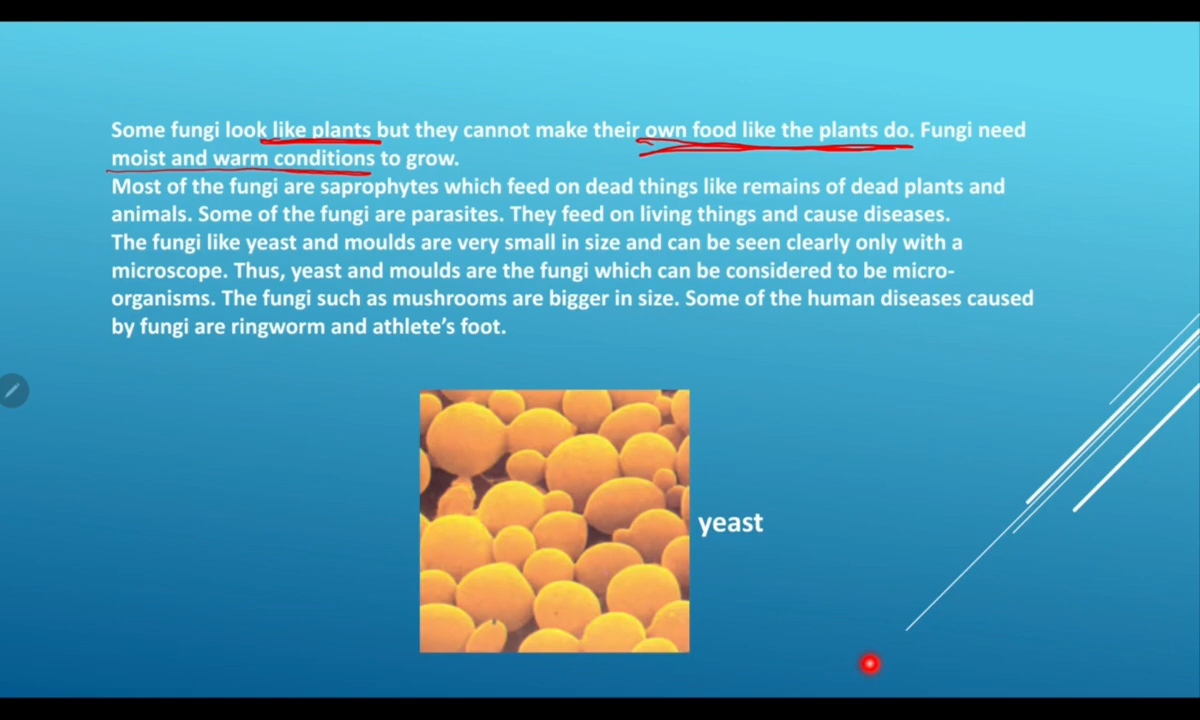 Some fungi look like plants but they cannot make their own food like the plants do. Fungi need
moist and warm conditions to grow.
Most of the fungi are saprophytes which feed on dead things like remains of dead plants and
animals. Some of the fungi are parasites. They feed on living things and cause diseases.
The fungi like yeast and moulds are very small in size and can be seen clearly only with a
microscope. Thus, yeast and moulds are the fungi which can be considered to be micro-
organisms. The fungi such as mushrooms are bigger in size. Some of the human diseases caused
by fungi are ringworm and athlete’s foot.
yeast